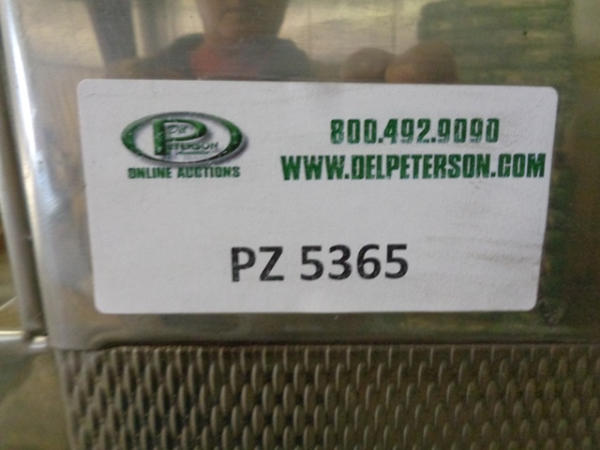 Del
PETERSON
ONLINE AUCTIONS
800.492.9090
WWW.DELPETERSON.COM
PZ 5365